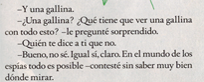 –Y una gallina.
–¿Una gallina? ¿Qué tiene que ver una gallina
con todo esto? –le pregunté sorprendido.
–Quién te dice a ti que no.
–Bueno, no sé. Igual sí, claro. En el mundo de los
espías todo es posible –contesté sin saber muy bien
dónde mirar.